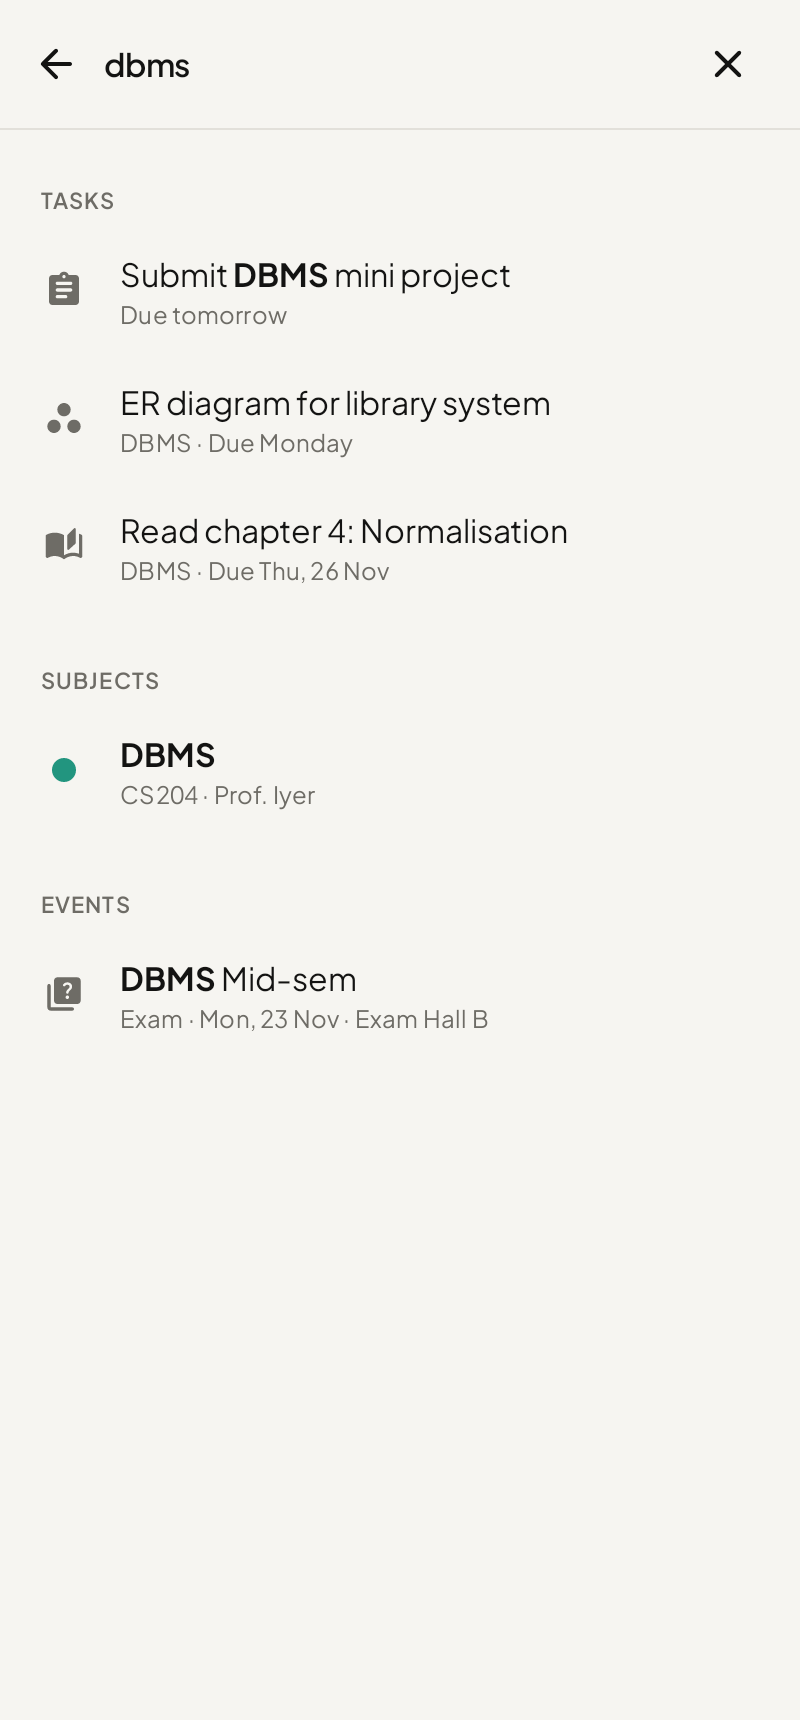 dbms
TASKS
Submit DBMS mini project
Due tomorrow
ER diagram for library system
DBMS · Due Monday
Read chapter 4: Normalisation
DBMS · Due Thu, 26 Nov
SUBJECTS
DBMS
CS204 · Prof. Iyer
EVENTS
DBMS Mid-sem
Exam · Mon, 23 Nov · Exam Hall B